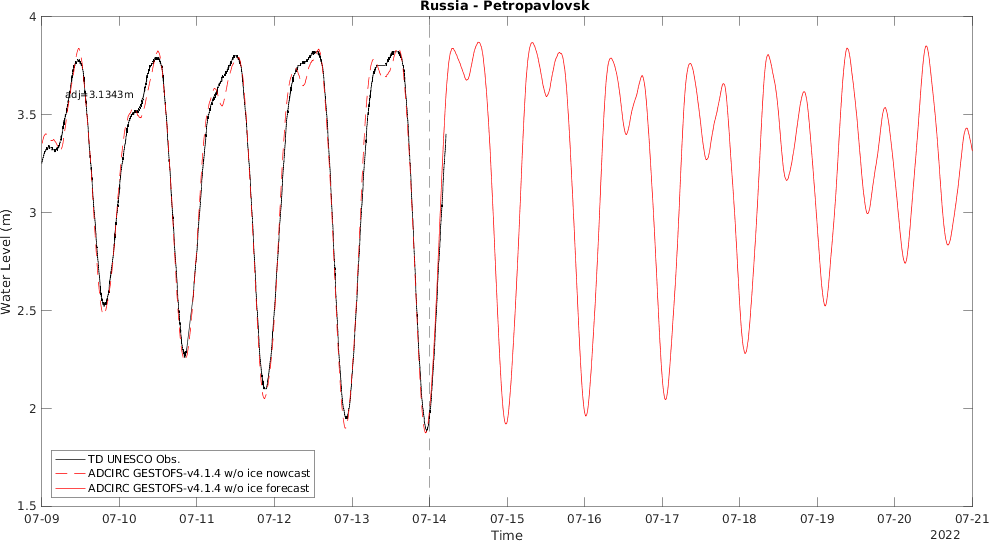 Russia - Petropavlovsk
4
3.5
3
2.5
2
1.5
Water Level (m)
adj=3.1343m
TD UNESCO Obs.
ADCIRC GESTOFS-v4.1.4 w/o ice nowcast
ADCIRC GESTOFS-v4.1.4 w/o ice forecast
07-09 07-10 07-11 07-12 07-13 07-14 07-15 07-16 07-17 07-18 07-19 07-20 07-21
Time
2022